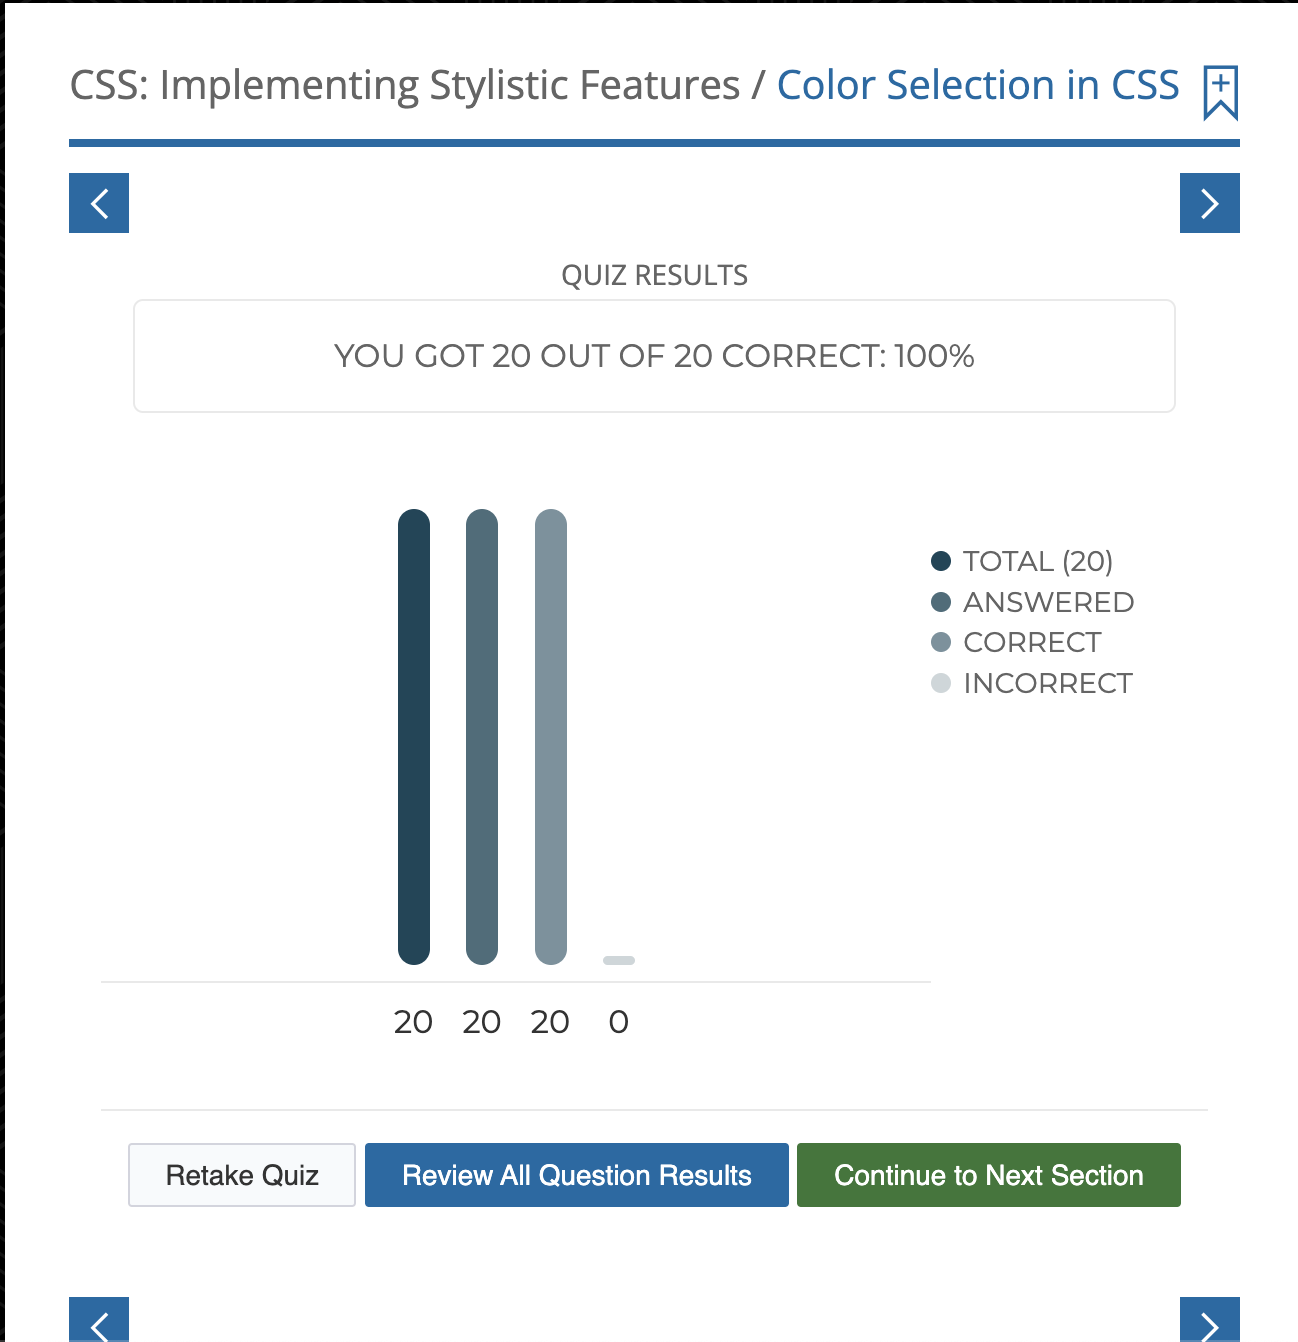 CSS: Implementing Stylistic Features / Color Selection in CSS
QUIZ RESULTS
YOU GOT 20 OUT OF 20 CORRECT: 100%
TOTAL (20)
ANSWERED
CORRECT
INCORRECT
20 20 20 0
Retake Quiz Review All Question Results Continue to Next Section